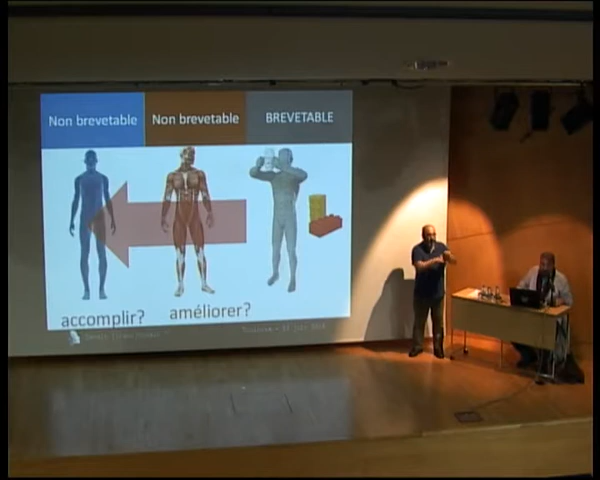 Non brevetable
Non brevetable
BREVETABLE
accomplir?
améliorer?